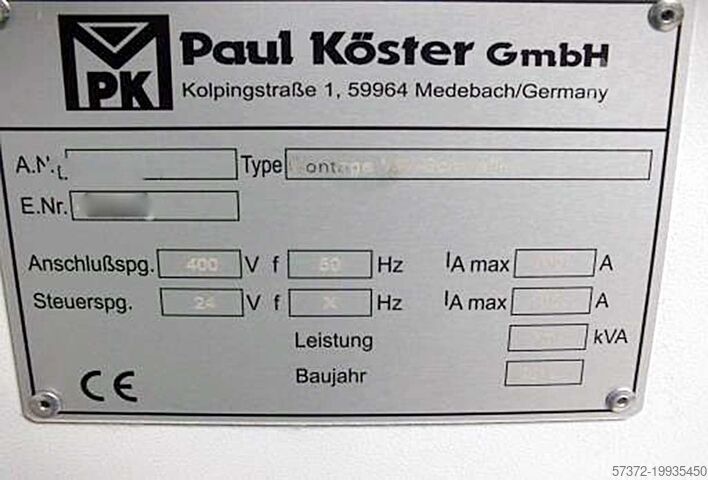 PK Paul Köster GmbH
Kolpingstraße 1, 59964 Medebach/Germany
A.Nr. Type
E.Nr.
Anschlußspg. 400 V f 50 Hz IA max A
Steuerspg. 24 V f X Hz IA max A
Leistung kVA
Baujahr
CE
57372-19935450